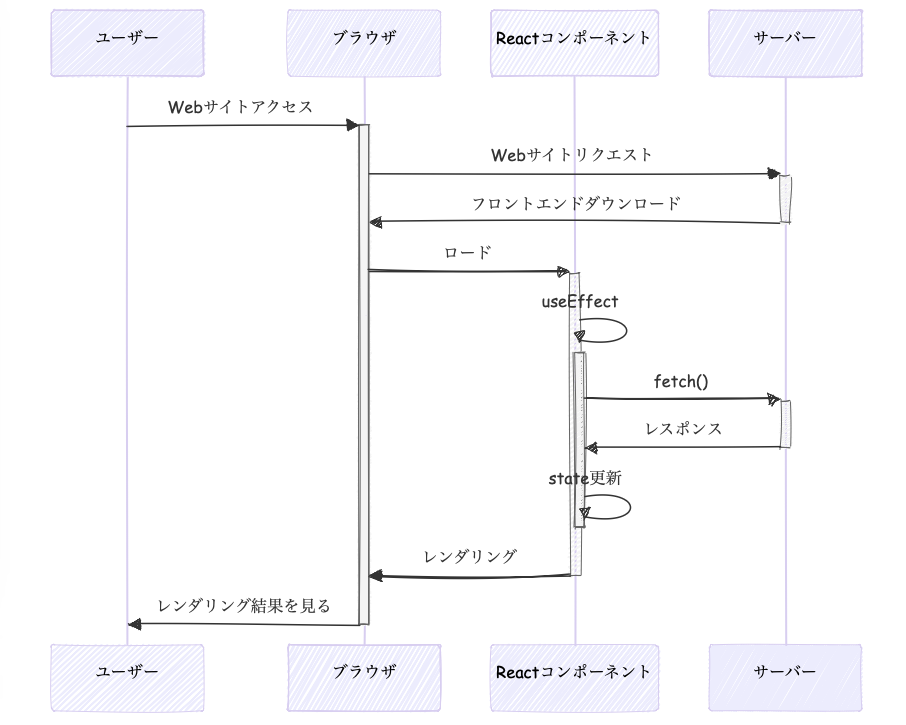 ユーザー
ブラウザ
Reactコンポーネント
サーバー
Webサイトアクセス
Webサイトリクエスト
フロントエンドダウンロード
ロード
useEffect
fetch()
レスポンス
state更新
レンダリング
レンダリング結果を見る
ユーザー
ブラウザ
Reactコンポーネント
サーバー